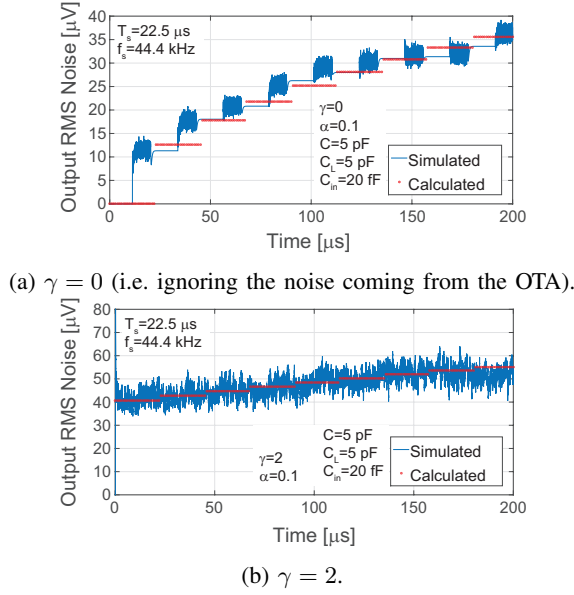 40
35
30
25
20
15
10
5
0
Output RMS Noise [µV]
T_s=22.5 µs
f_s=44.4 kHz
γ=0
α=0.1
C=5 pF
C_L=5 pF
C_in=20 fF
Simulated
Calculated
0 50 100 150 200
Time [µs]
(a) γ = 0 (i.e. ignoring the noise coming from the OTA).
80
70
60
50
40
30
20
10
0
Output RMS Noise [µV]
T_s=22.5 µs
f_s=44.4 kHz
γ=2
α=0.1
C=5 pF
C_L=5 pF
C_in=20 fF
Simulated
Calculated
0 50 100 150 200
Time [µs]
(b) γ = 2.